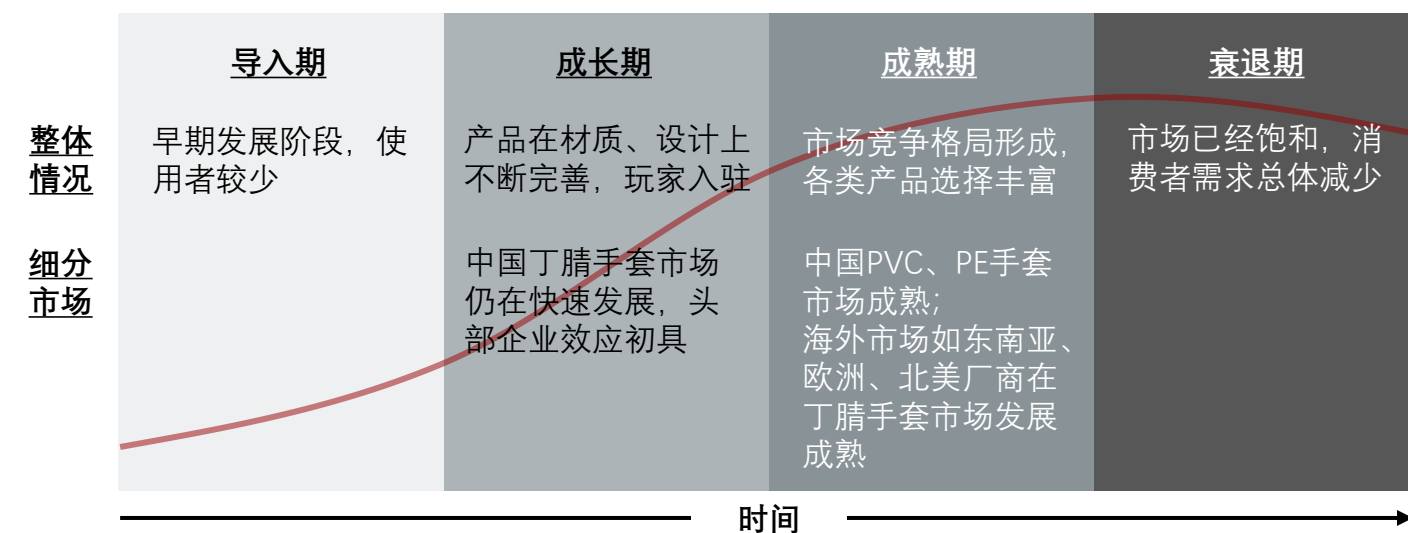 导入期
成长期
成熟期
衰退期
整体
情况
早期发展阶段，使
用者较少
产品在材质、设计上
不断完善，玩家入驻
市场竞争格局形成，
各类产品选择丰富
市场已经饱和，消
费者需求总体减少
细分
市场
中国丁腈手套市场
仍在快速发展，头
部企业效应初具
中国PVC、PE手套
市场成熟；
海外市场如东南亚、
欧洲、北美厂商在
丁腈手套市场发展
成熟
时间